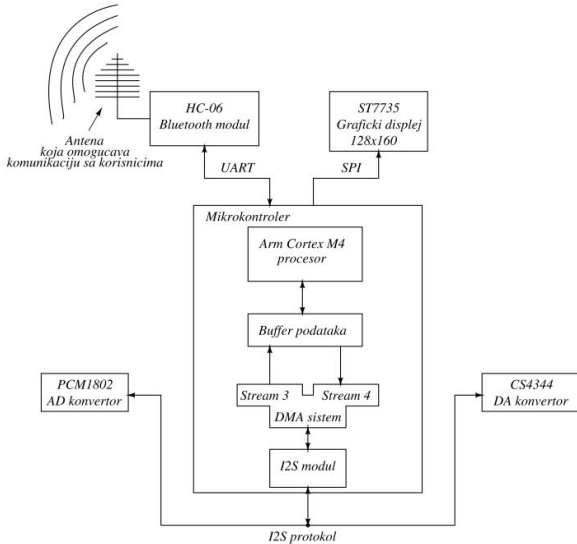 HC-06
Bluetooth modul
ST7735
Graficki displej
128x160
Antena
koja omogucava
komunikaciju sa korisnicima
UART
SPI
Mikrokontroler
Arm Cortex M4
procesor
Buffer podataka
PCM1802
AD konvertor
Stream 3
Stream 4
DMA sistem
CS4344
DA konvertor
I2S modul
I2S protokol